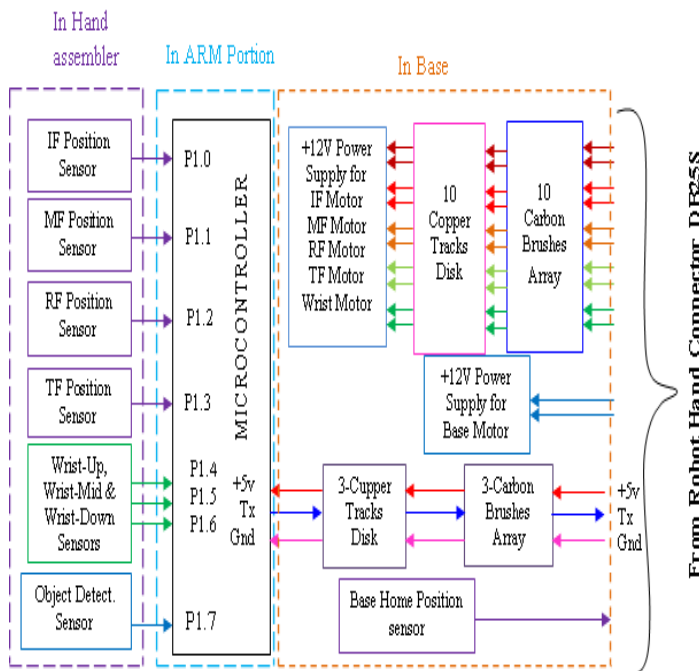 In Hand
assembler
In ARM Portion
In Base
IF Position
Sensor
MF Position
Sensor
RF Position
Sensor
TF Position
Sensor
Wrist-Up,
Wrist-Mid &
Wrist-Down
Sensors
Object Detect.
Sensor
P1.0
P1.1
P1.2
P1.3
P1.4
P1.5
P1.6
P1.7
MICROCONTROLLER
+5v
Tx
Gnd
+12V Power
Supply for
IF Motor
MF Motor
RF Motor
TF Motor
Wrist Motor
10
Copper
Tracks
Disk
10
Carbon
Brushes
Array
+12V Power
Supply for
Base Motor
3-Cupper
Tracks
Disk
3-Carbon
Brushes
Array
+5v
Tx
Gnd
Base Home Position
sensor
From Robot Hand Connector, DB25s